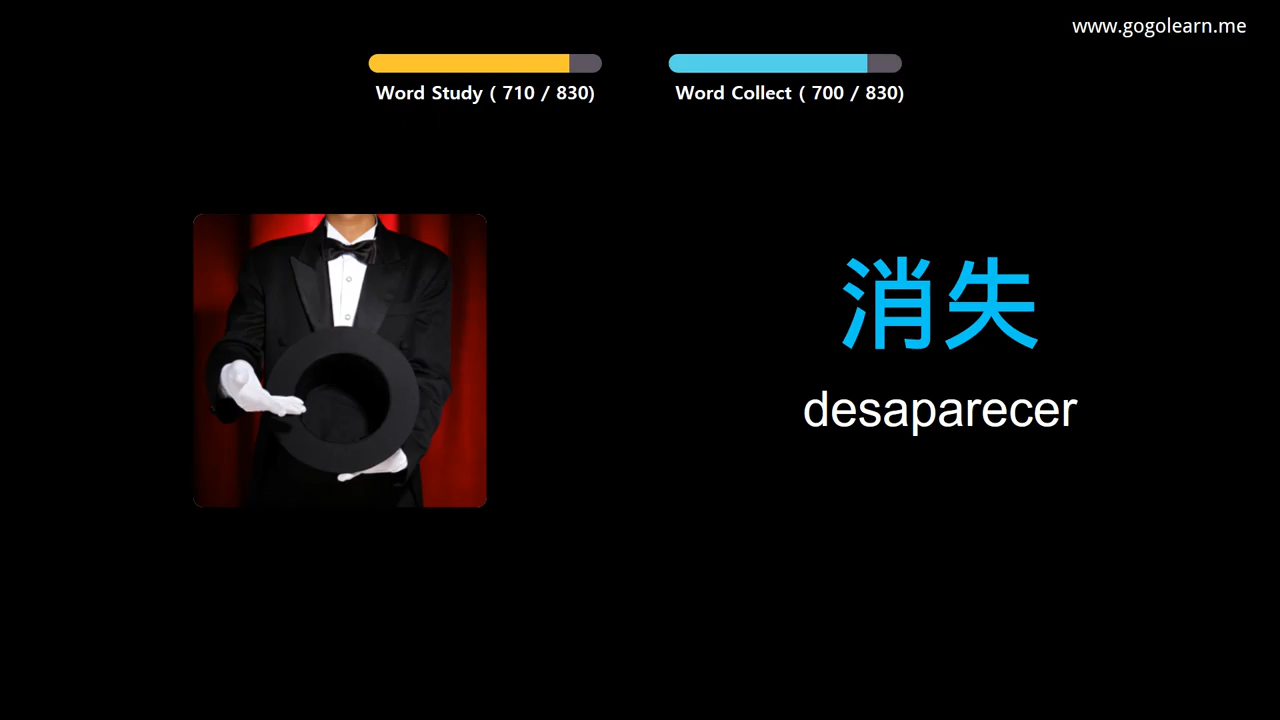 www.gogolearn.me
Word Study ( 710 / 830)
Word Collect ( 700 / 830)
消失
desaparecer